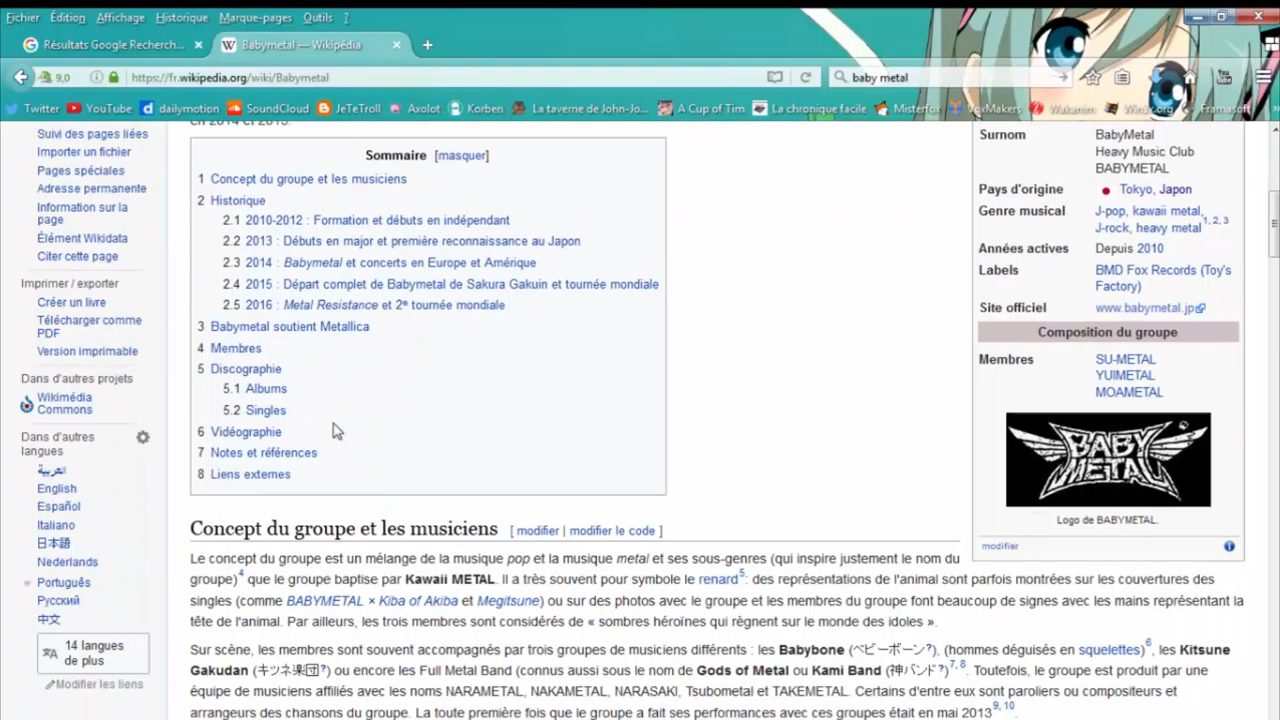 Fichier Édition Affichage Historique Marque-pages Outils ?
Résultats Google Recherch...
Babymetal — Wikipédia
9,0
https://fr.wikipedia.org/wiki/Babymetal
baby metal
Twitter YouTube dailymotion SoundCloud JeTeTroll Axolot Korben La taverne de John-Jo... A Cup of Tim La chronique facile Misterfox VoxMakers Wakanim Framasoft
Suivi des pages liées
Importer un fichier
Pages spéciales
Adresse permanente
Information sur la
page
Élément Wikidata
Citer cette page
Imprimer / exporter
Créer un livre
Télécharger comme
PDF
Version imprimable
Dans d'autres projets
Wikimédia
Commons
Dans d'autres
langues
العربية
English
Español
Italiano
日本語
Nederlands
Português
Русский
中文
14 langues
de plus
Modifier les liens
en 2014 et 2015.
Sommaire [masquer]
1 Concept du groupe et les musiciens
2 Historique
2.1 2010-2012 : Formation et débuts en indépendant
2.2 2013 : Débuts en major et première reconnaissance au Japon
2.3 2014 : Babymetal et concerts en Europe et Amérique
2.4 2015 : Départ complet de Babymetal de Sakura Gakuin et tournée mondiale
2.5 2016 : Metal Resistance et 2e tournée mondiale
3 Babymetal soutient Metallica
4 Membres
5 Discographie
5.1 Albums
5.2 Singles
6 Vidéographie
7 Notes et références
8 Liens externes
Concept du groupe et les musiciens [ modifier | modifier le code ]
Le concept du groupe est un mélange de la musique pop et la musique metal et ses sous-genres (qui inspire justement le nom du
groupe)4 que le groupe baptise par Kawaii METAL. Il a très souvent pour symbole le renard5: des représentations de l'animal sont parfois montrées sur les couvertures des
singles (comme BABYMETAL × Kiba of Akiba et Megitsune) ou sur des photos avec le groupe et les membres du groupe font beaucoup de signes avec les mains représentant la
tête de l'animal. Par ailleurs, les trois membres sont considérés de « sombres héroïnes qui règnent sur le monde des idoles ».
Sur scène, les membres sont souvent accompagnés par trois groupes de musiciens différents : les Babybone (ベビーボーン?), (hommes déguisés en squelettes)6, les Kitsune
Gakudan (キツネ楽団?) ou encore les Full Metal Band (connus aussi sous le nom de Gods of Metal ou Kami Band (神バンド?)7, 8. Toutefois, le groupe est produit par une
équipe de musiciens affiliés avec les noms NARAMETAL, NAKAMETAL, NARASAKI, Tsubometal et TAKEMETAL. Certains d'entre eux sont paroliers ou compositeurs et
arrangeurs des chansons du groupe. La toute première fois que le groupe a fait ses performances avec ces groupes était en mai 20139, 10.
Surnom BabyMetal
Heavy Music Club
BABYMETAL
Pays d'origine Tokyo, Japon
Genre musical J-pop, kawaii metal,
J-rock, heavy metal1, 2, 3
Années actives Depuis 2010
Labels BMD Fox Records (Toy's
Factory)
Site officiel www.babymetal.jp
Composition du groupe
Membres SU-METAL
YUIMETAL
MOAMETAL
BABY
METAL
Logo de BABYMETAL.
modifier